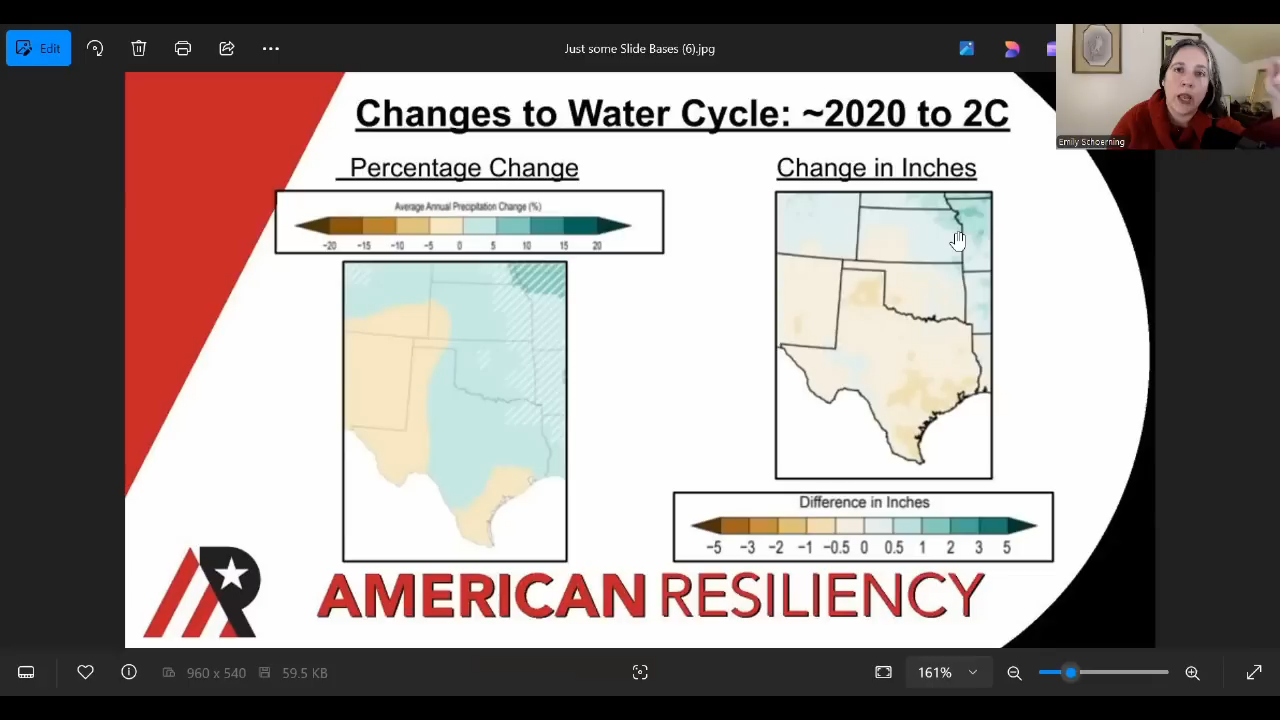 Edit
Just some Slide Bases (6).jpg
Emily Schoerning
Changes to Water Cycle: ~2020 to 2C
Percentage Change
Change in Inches
Average Annual Precipitation Change (%)
-20 -15 -10 -5 0 5 10 15 20
Difference in Inches
-5 -3 -2 -1 -0.5 0 0.5 1 2 3 5
AMERICAN RESILIENCY
960 x 540
59.5 KB
161%